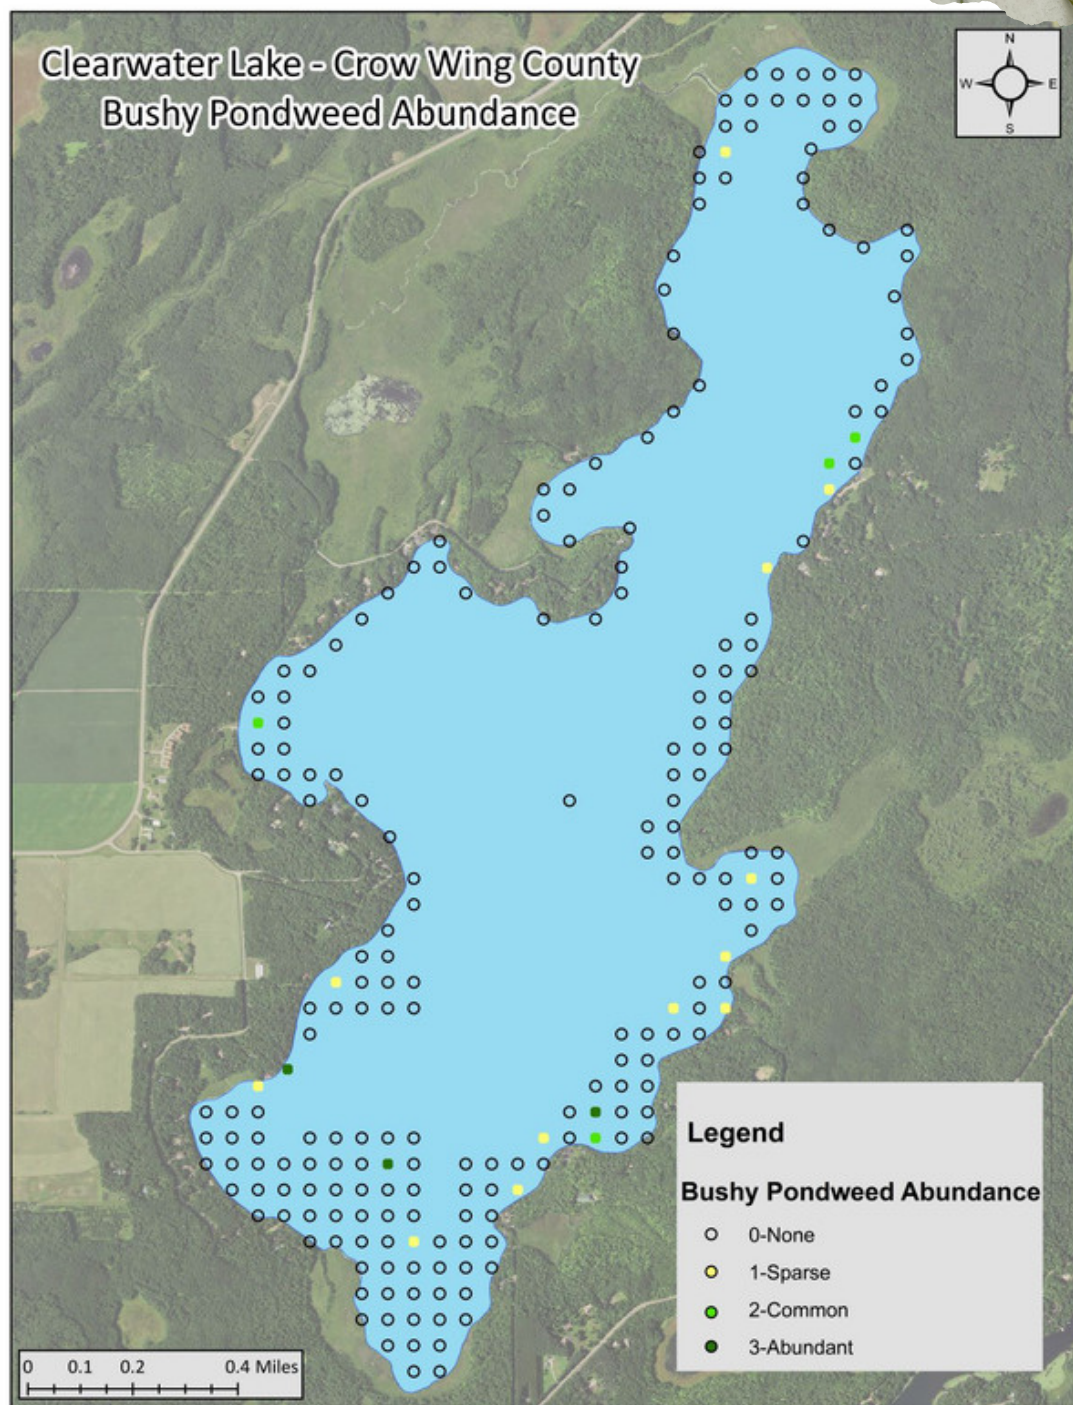 Clearwater Lake - Crow Wing County
Bushy Pondweed Abundance
N
W E
S
Legend
Bushy Pondweed Abundance
0-None
1-Sparse
2-Common
3-Abundant
0 0.1 0.2 0.4 Miles